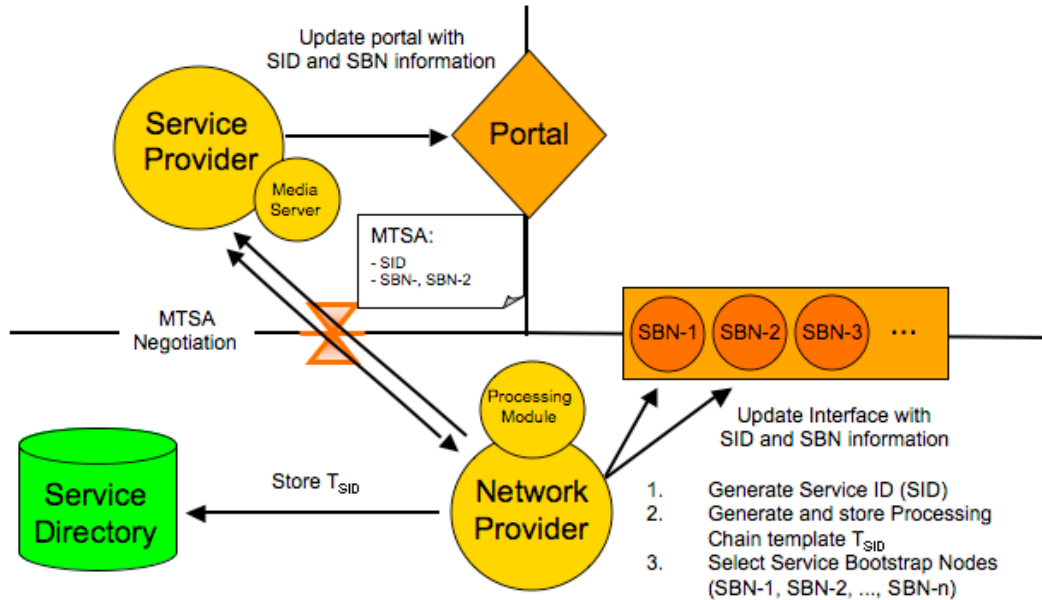 Update portal with
SID and SBN information
Service
Provider
Portal
Media
Server
MTSA:
- SID
- SBN-, SBN-2
MTSA
Negotiation
SBN-1
SBN-2
SBN-3
...
Processing
Module
Update Interface with
SID and SBN information
Service
Directory
Store TSID
Network
Provider
1. Generate Service ID (SID)
2. Generate and store Processing
Chain template TSID
3. Select Service Bootstrap Nodes
(SBN-1, SBN-2, ..., SBN-n)